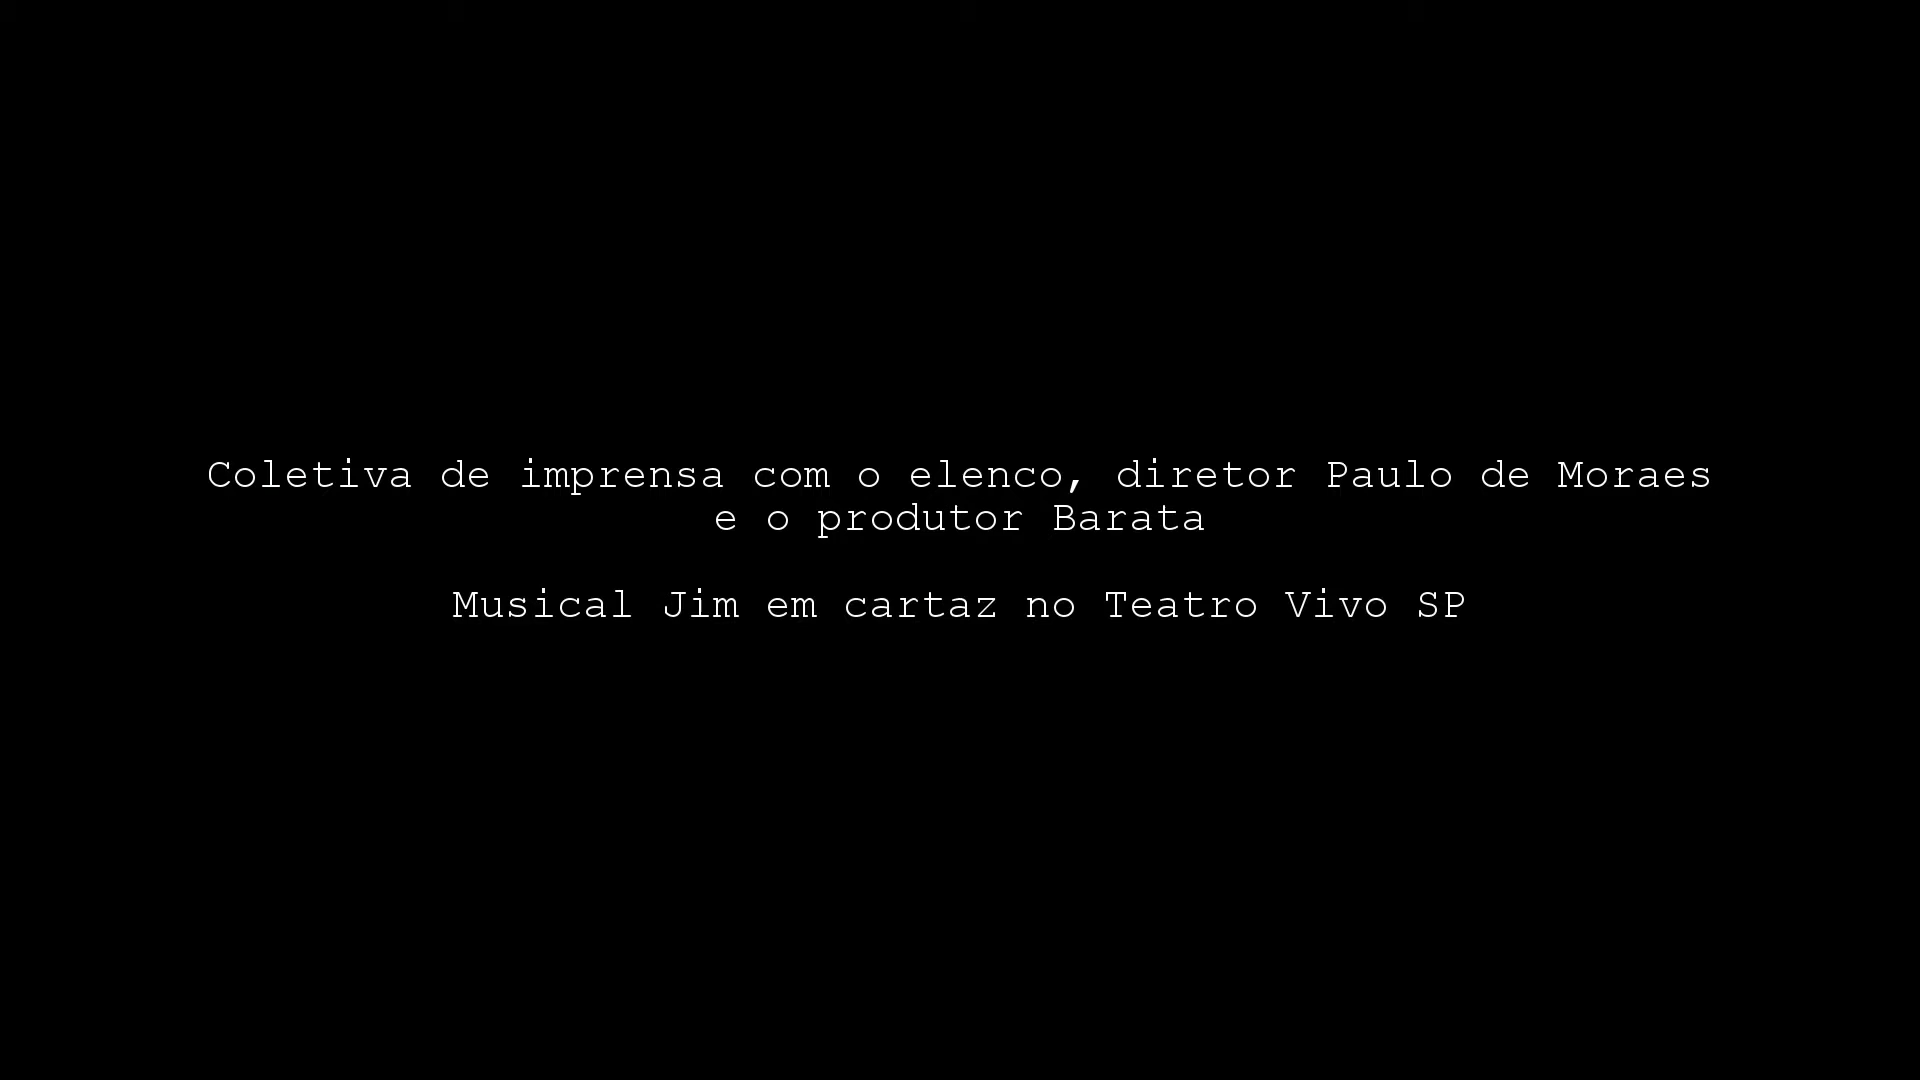 Coletiva de imprensa com o elenco, diretor Paulo de Moraes
e o produtor Barata
Musical Jim em cartaz no Teatro Vivo SP